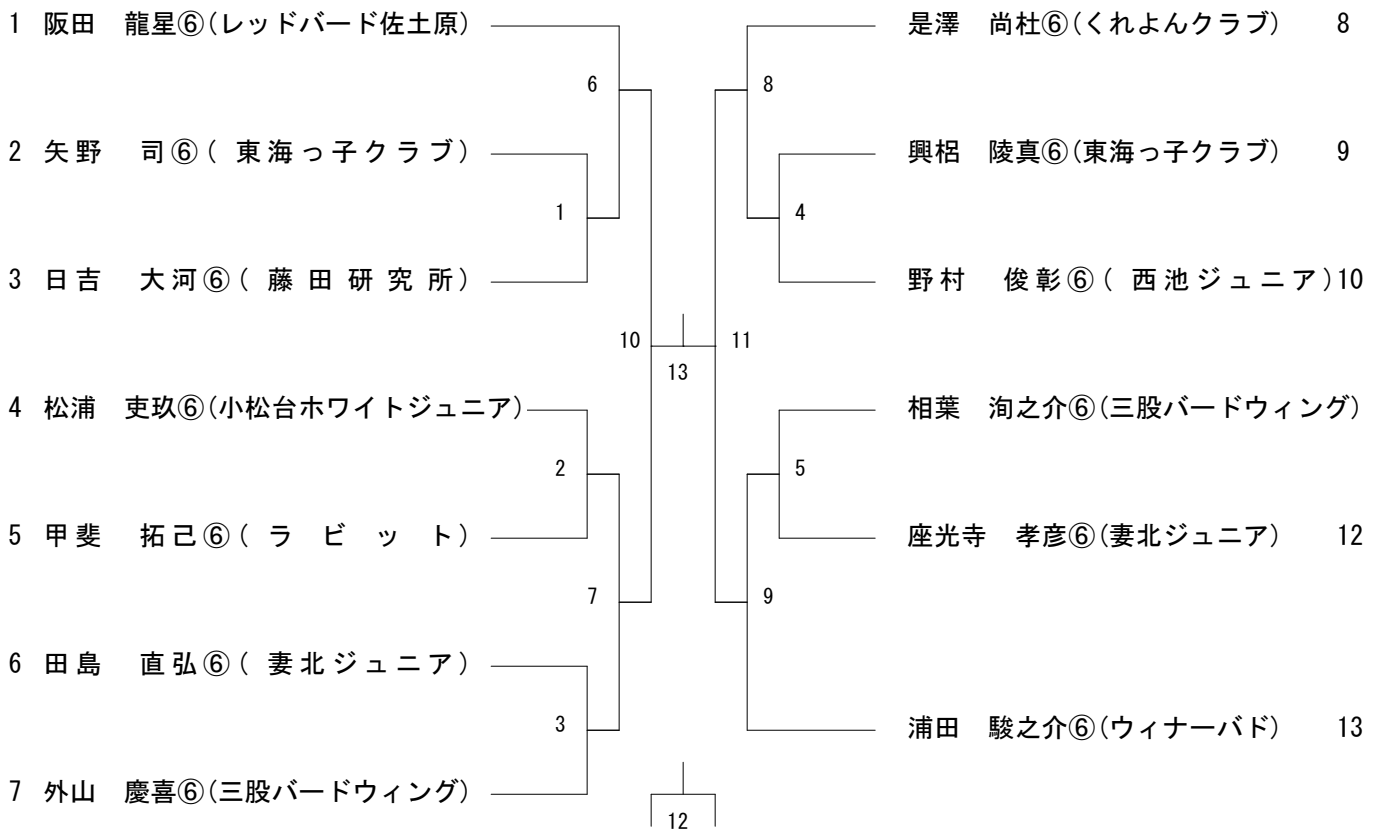 1 阪田 龍星⑥(レッドバード佐土原)
是澤 尚杜⑥(くれよんクラブ) 8
6
8
2 矢野 司⑥(東海っ子クラブ)
興梠 陵真⑥(東海っ子クラブ) 9
1
4
3 日吉 大河⑥(藤田研究所)
野村 俊彰⑥(西池ジュニア)10
10
11
13
4 松浦 吏玖⑥(小松台ホワイトジュニア)
相葉 洵之介⑥(三股バードウィング)
2
5
5 甲斐 拓己⑥(ラビット)
座光寺 孝彦⑥(妻北ジュニア) 12
7
9
6 田島 直弘⑥(妻北ジュニア)
3
浦田 駿之介⑥(ウィナーバド) 13
7 外山 慶喜⑥(三股バードウィング)
12